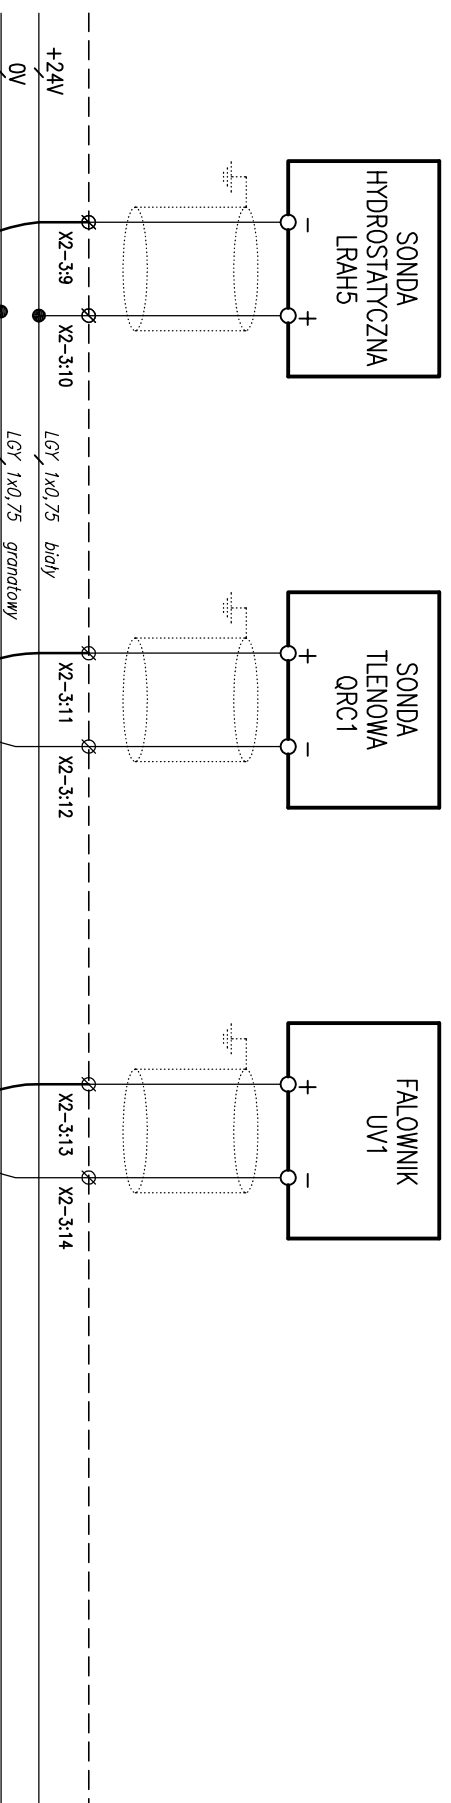 SONDA
HYDROSTATYCZNA
LRAH5
- +
X2-3:9 X2-3:10
SONDA
TLENOWA
QRC1
+ -
X2-3:11 X2-3:12
FALOWNIK
UV1
+ -
X2-3:13 X2-3:14
+24V
LGY 1x0,75 biały
0V
LGY 1x0,75 granatowy